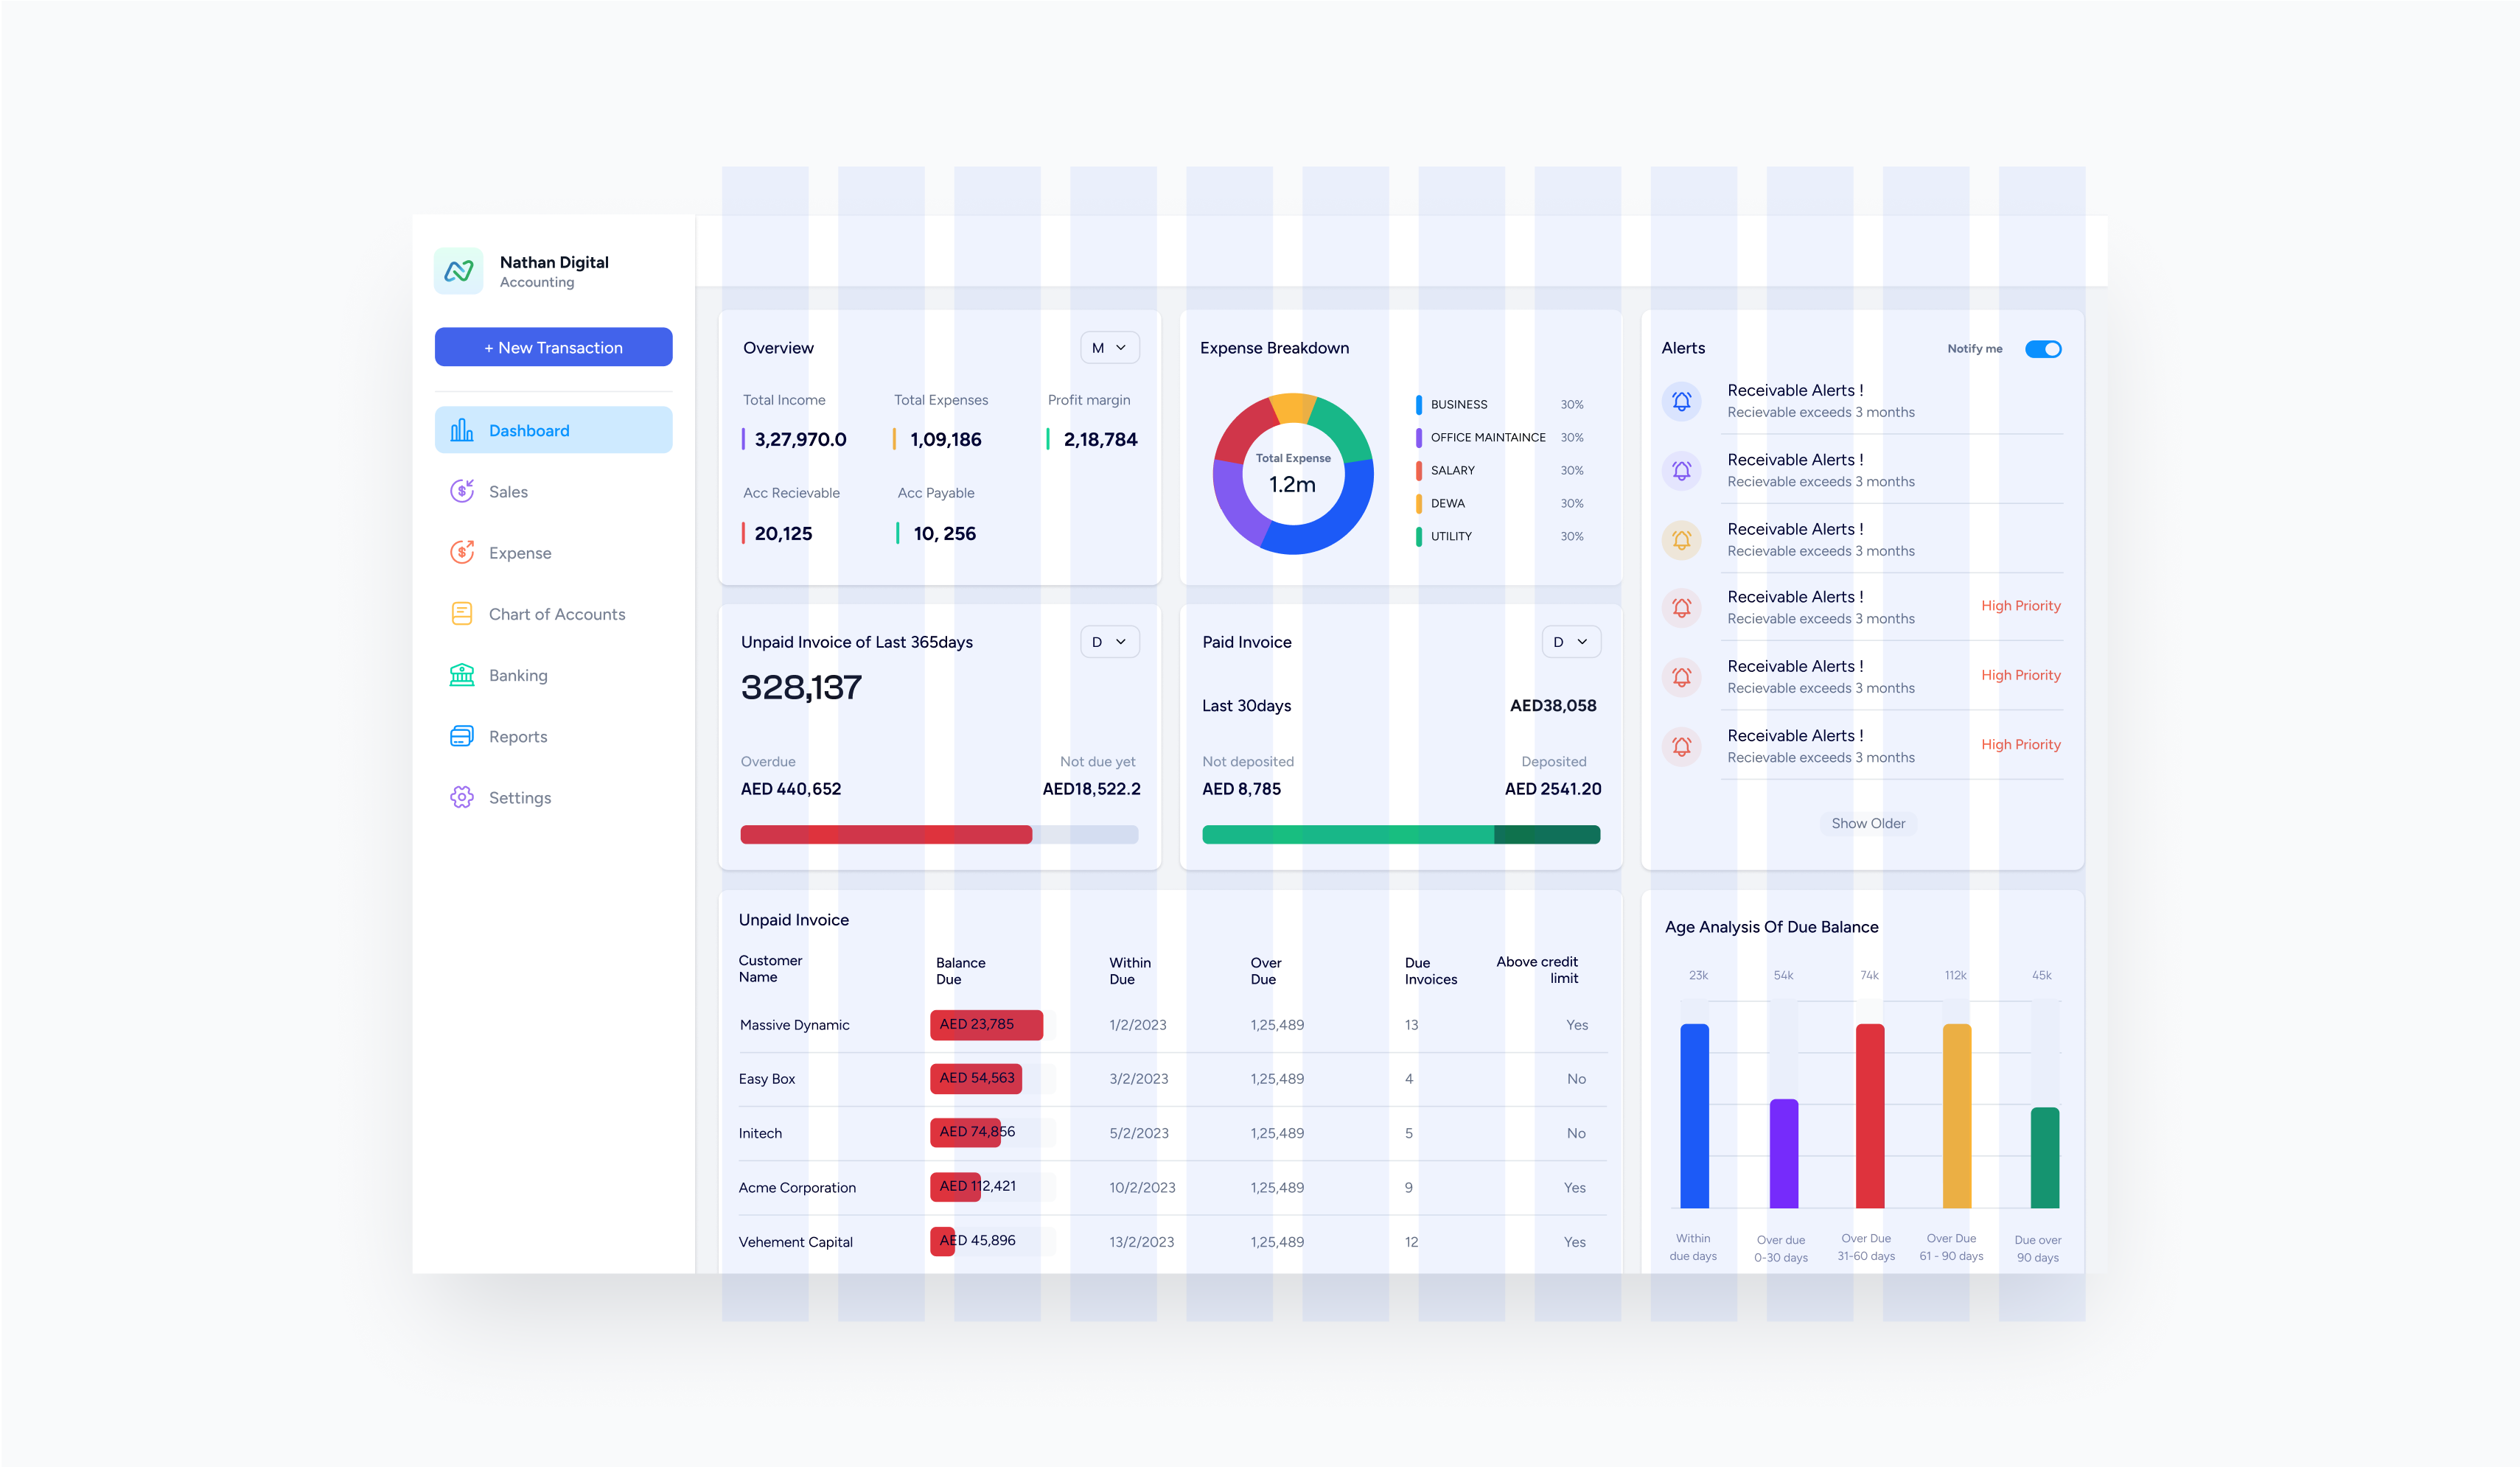 Nathan Digital
Accounting
+ New Transaction
Dashboard
Sales
Expense
Chart of Accounts
Banking
Reports
Settings
Overview
M
Total Income
Total Expenses
Profit margin
3,27,970.0
1,09,186
2,18,784
Acc Recievable
Acc Payable
20,125
10, 256
Expense Breakdown
Total Expense
1.2m
BUSINESS 30%
OFFICE MAINTAINCE 30%
SALARY 30%
DEWA 30%
UTILITY 30%
Alerts
Notify me
Receivable Alerts !
Recievable exceeds 3 months
Receivable Alerts !
Recievable exceeds 3 months
Receivable Alerts !
Recievable exceeds 3 months
Receivable Alerts !
Recievable exceeds 3 months
High Priority
Receivable Alerts !
Recievable exceeds 3 months
High Priority
Receivable Alerts !
Recievable exceeds 3 months
High Priority
Show Older
Unpaid Invoice of Last 365days
D
328,137
Overdue
Not due yet
AED 440,652
AED18,522.2
Paid Invoice
D
Last 30days
AED38,058
Not deposited
Deposited
AED 8,785
AED 2541.20
Unpaid Invoice
Customer
Name
Balance
Due
Within
Due
Over
Due
Due
Invoices
Above credit
limit
Massive Dynamic AED 23,785 1/2/2023 1,25,489 13 Yes
Easy Box AED 54,563 3/2/2023 1,25,489 4 No
Initech AED 74,856 5/2/2023 1,25,489 5 No
Acme Corporation AED 112,421 10/2/2023 1,25,489 9 Yes
Vehement Capital AED 45,896 13/2/2023 1,25,489 12 Yes
Age Analysis Of Due Balance
23k 54k 74k 112k 45k
Within
due days
Over due
0-30 days
Over Due
31-60 days
Over Due
61 - 90 days
Due over
90 days